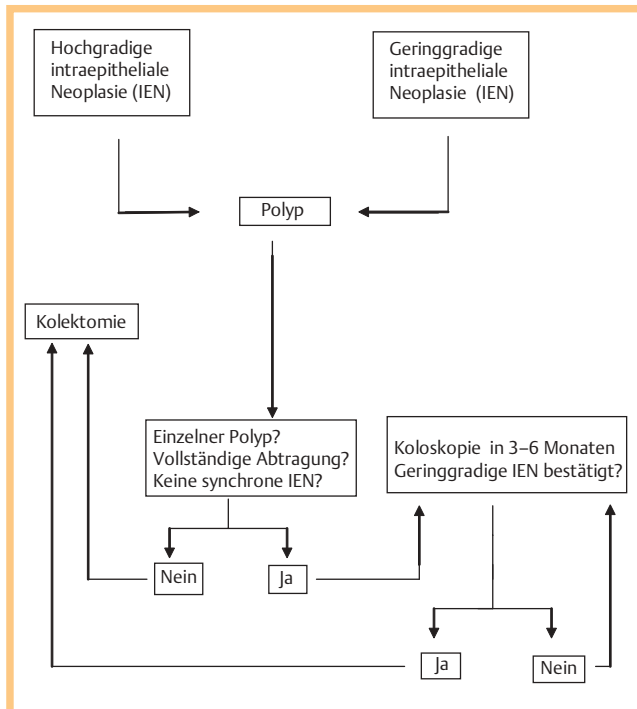 Hochgradige
intraepitheliale
Neoplasie (IEN)
Geringgradige
intraepitheliale
Neoplasie (IEN)
Polyp
Kolektomie
Einzelner Polyp?
Vollständige Abtragung?
Keine synchrone IEN?
Koloskopie in 3–6 Monaten
Geringgradige IEN bestätigt?
Nein
Ja
Ja
Nein